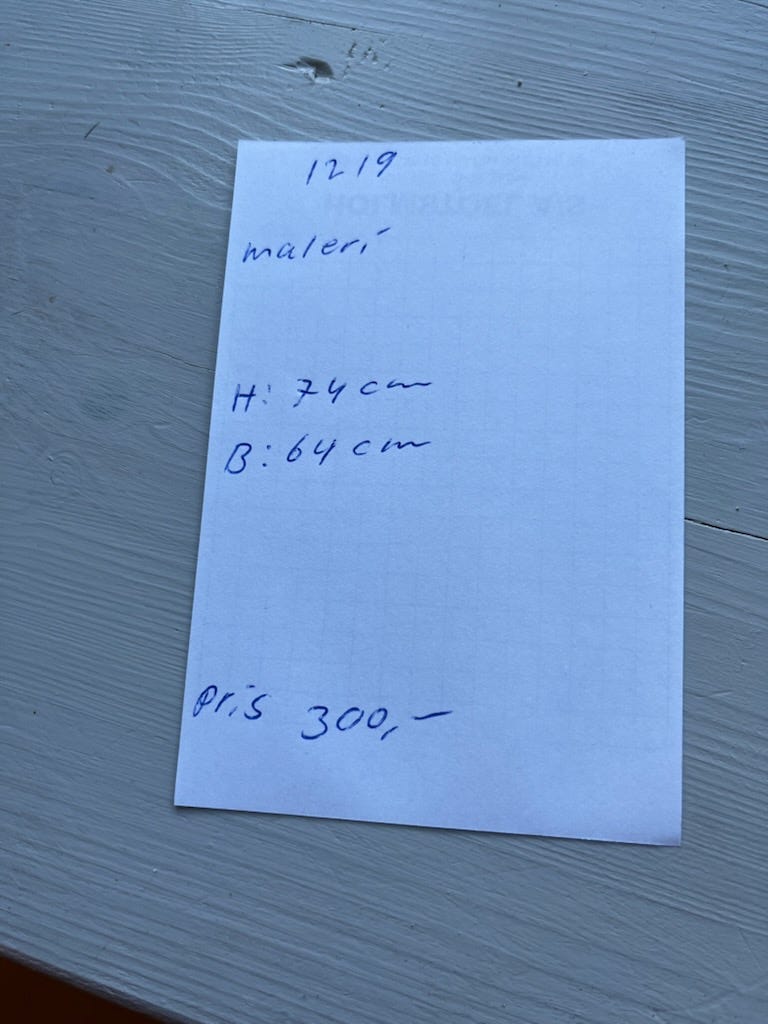 1219
maleri
H: 74 cm
B: 64 cm
Pris 300,-